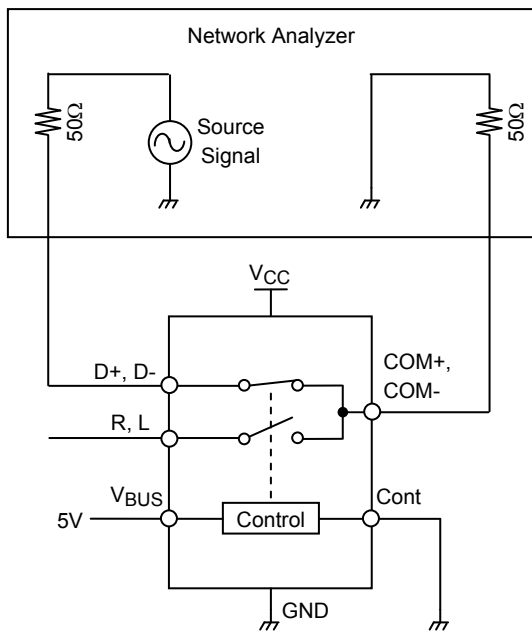 Network Analyzer
50Ω
Source
Signal
50Ω
VCC
D+, D-
COM+,
COM-
R, L
VBUS
Cont
5V
Control
GND